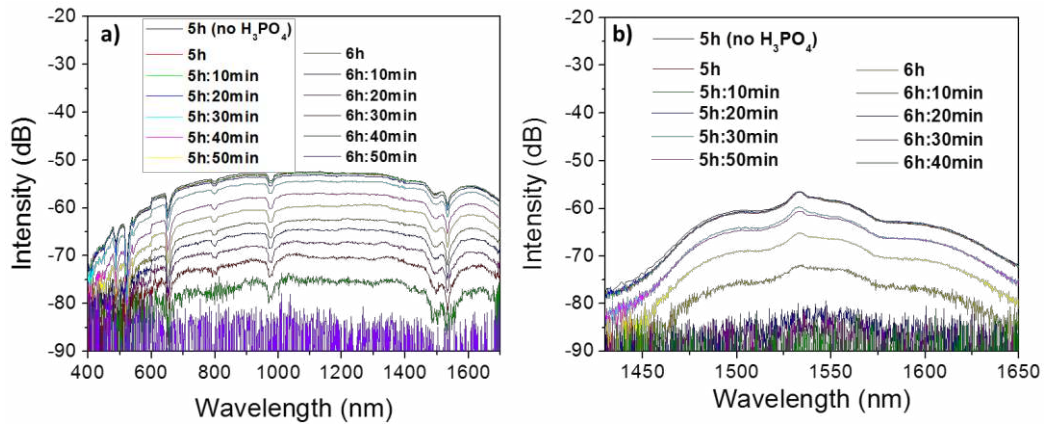 a)
5h (no H₃PO₄)
5h
5h:10min
5h:20min
5h:30min
5h:40min
5h:50min
6h
6h:10min
6h:20min
6h:30min
6h:40min
6h:50min
-20
-30
-40
-50
-60
-70
-80
-90
Intensity (dB)
400 600 800 1000 1200 1400 1600
Wavelength (nm)
b)
5h (no H₃PO₄)
5h
5h:10min
5h:20min
5h:30min
5h:50min
6h
6h:10min
6h:20min
6h:30min
6h:40min
-20
-30
-40
-50
-60
-70
-80
-90
Intensity (dB)
1450 1500 1550 1600 1650
Wavelength (nm)